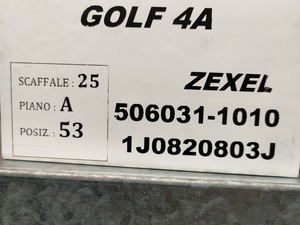 GOLF 4A
SCAFFALE: 25
PIANO: A
POSIZ.: 53
ZEXEL
506031-1010
1J0820803J